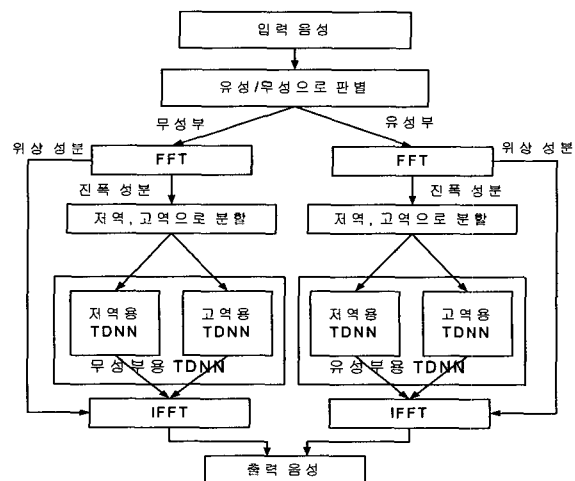 입력 음성
유성/무성으로 판별
무성부
유성부
위상 성분
위상 성분
FFT
FFT
진폭 성분
진폭 성분
저역, 고역으로 분할
저역, 고역으로 분할
저역용
TDNN
고역용
TDNN
저역용
TDNN
고역용
TDNN
무성부용 TDNN
유성부용 TDNN
IFFT
IFFT
출력 음성